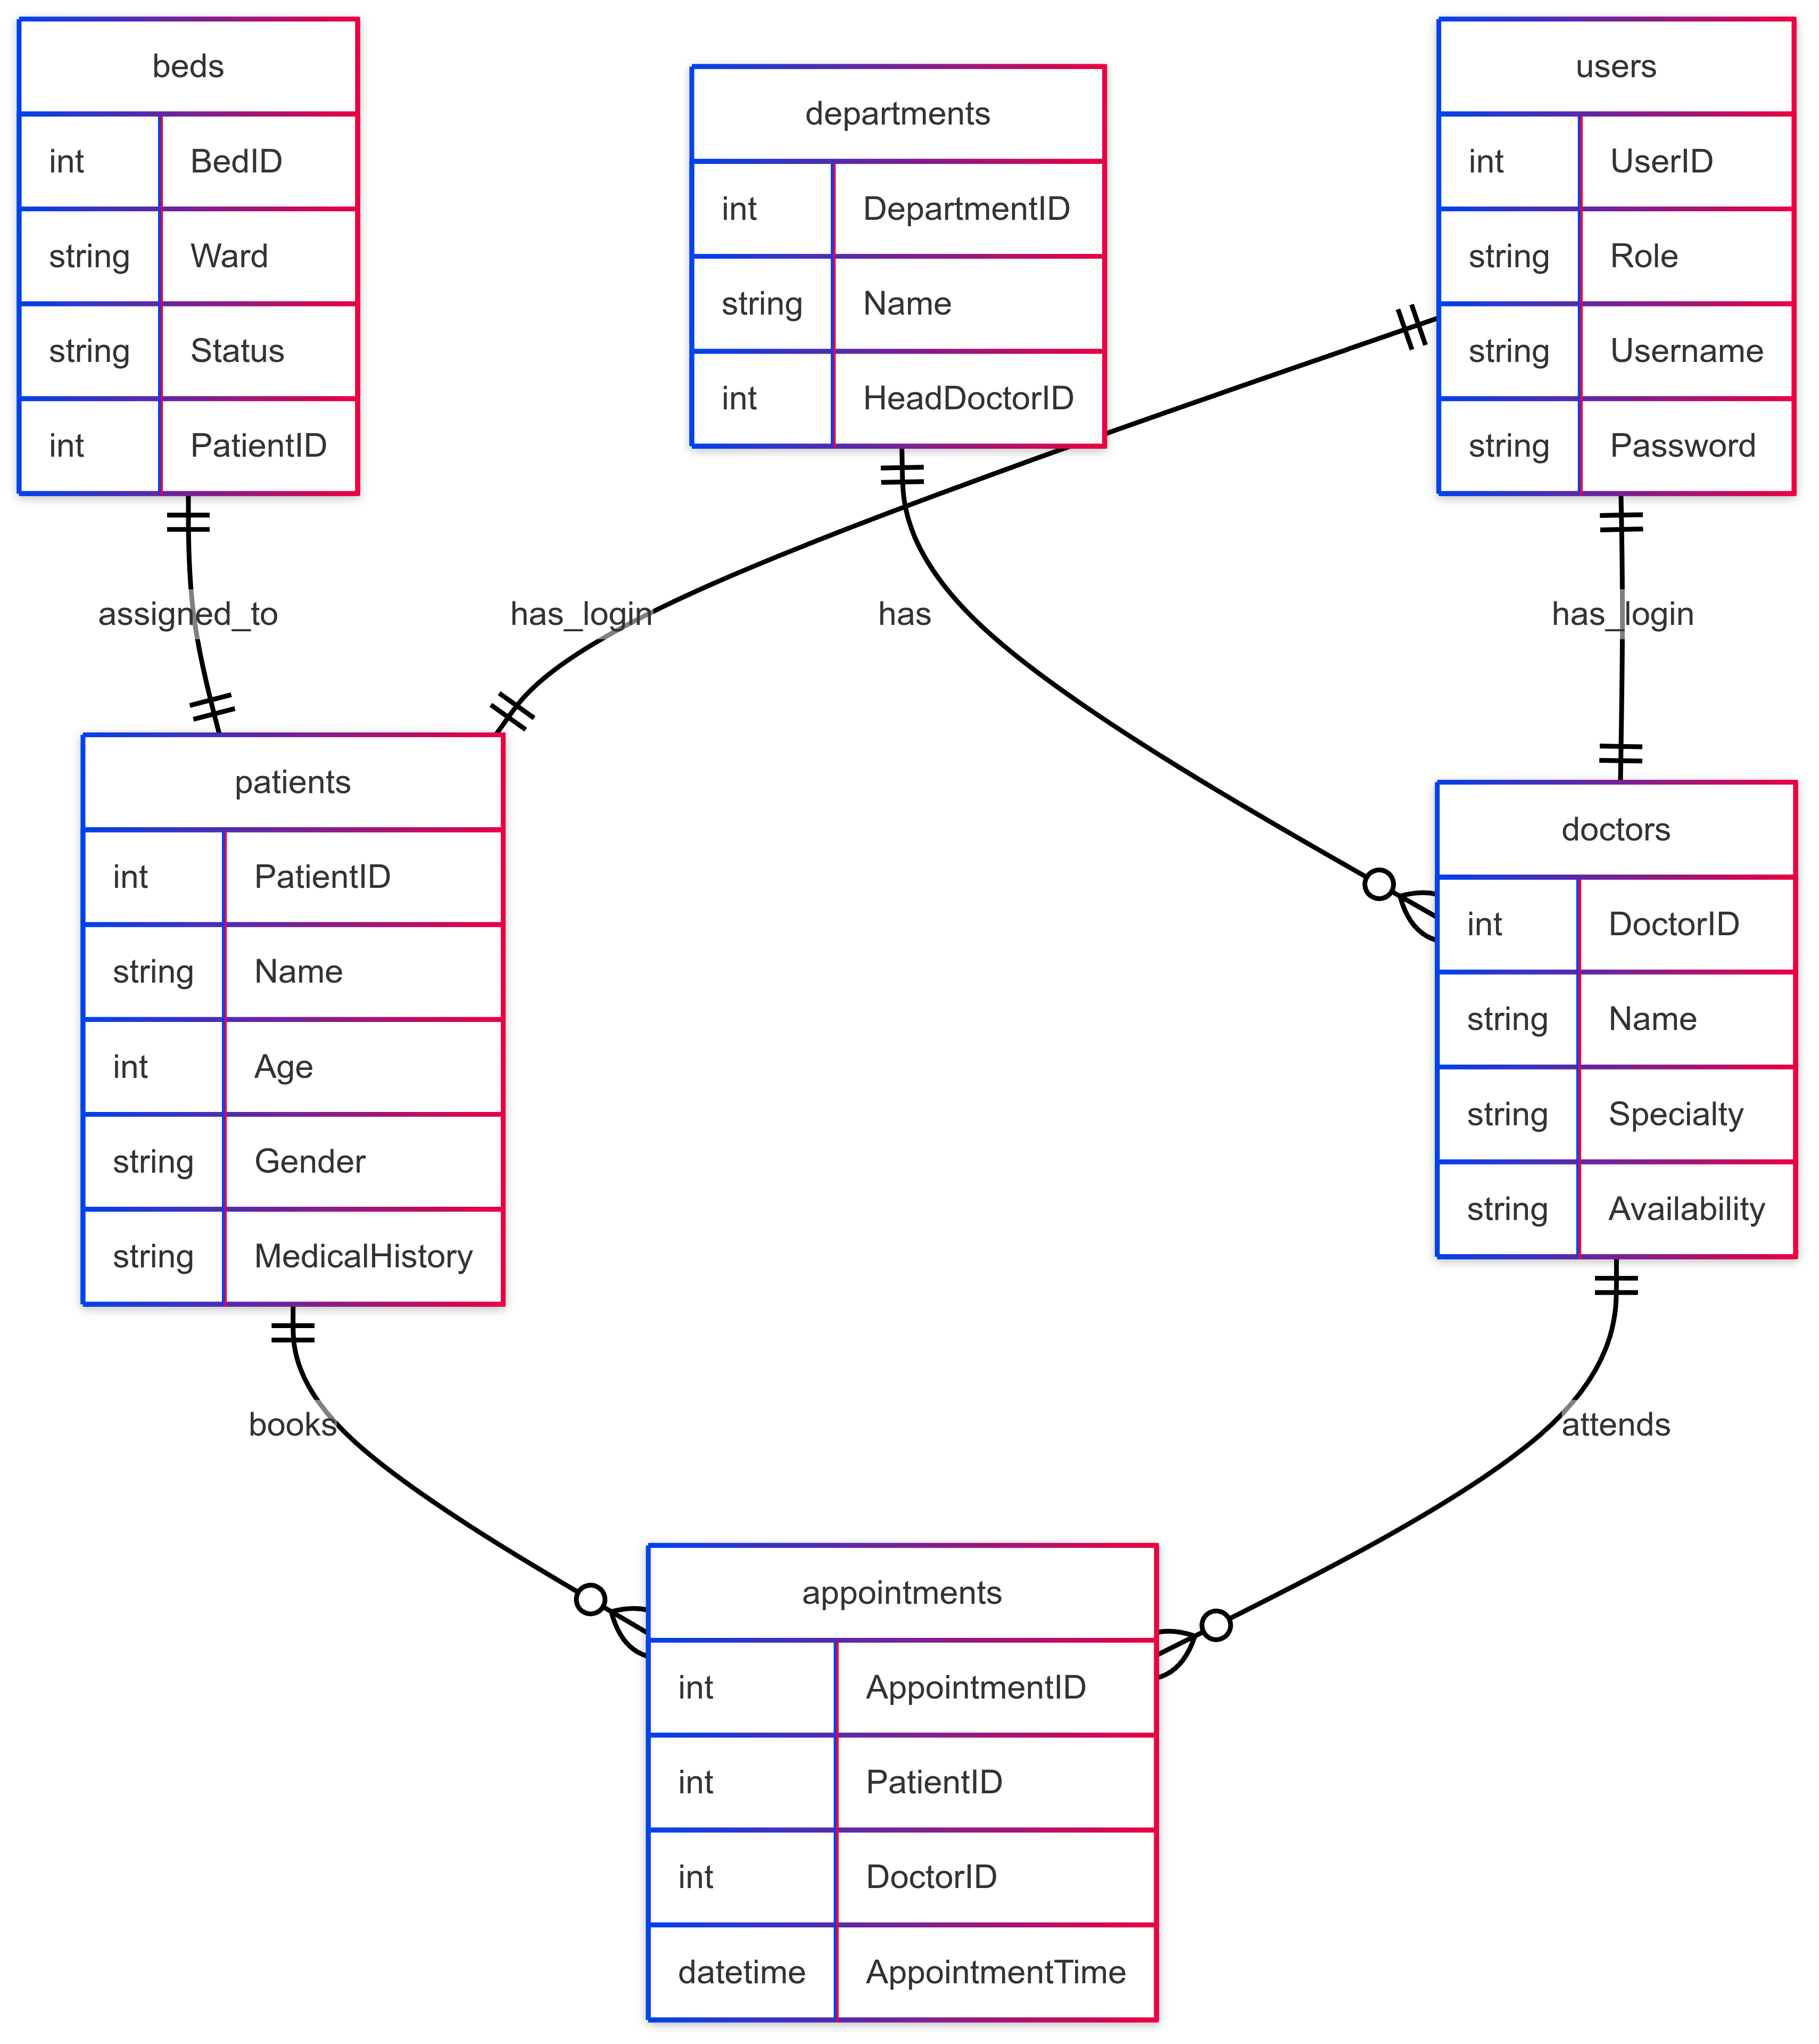 beds
int BedID
string Ward
string Status
int PatientID
departments
int DepartmentID
string Name
int HeadDoctorID
users
int UserID
string Role
string Username
string Password
assigned_to
has_login
has
has_login
patients
int PatientID
string Name
int Age
string Gender
string MedicalHistory
doctors
int DoctorID
string Name
string Specialty
string Availability
books
attends
appointments
int AppointmentID
int PatientID
int DoctorID
datetime AppointmentTime